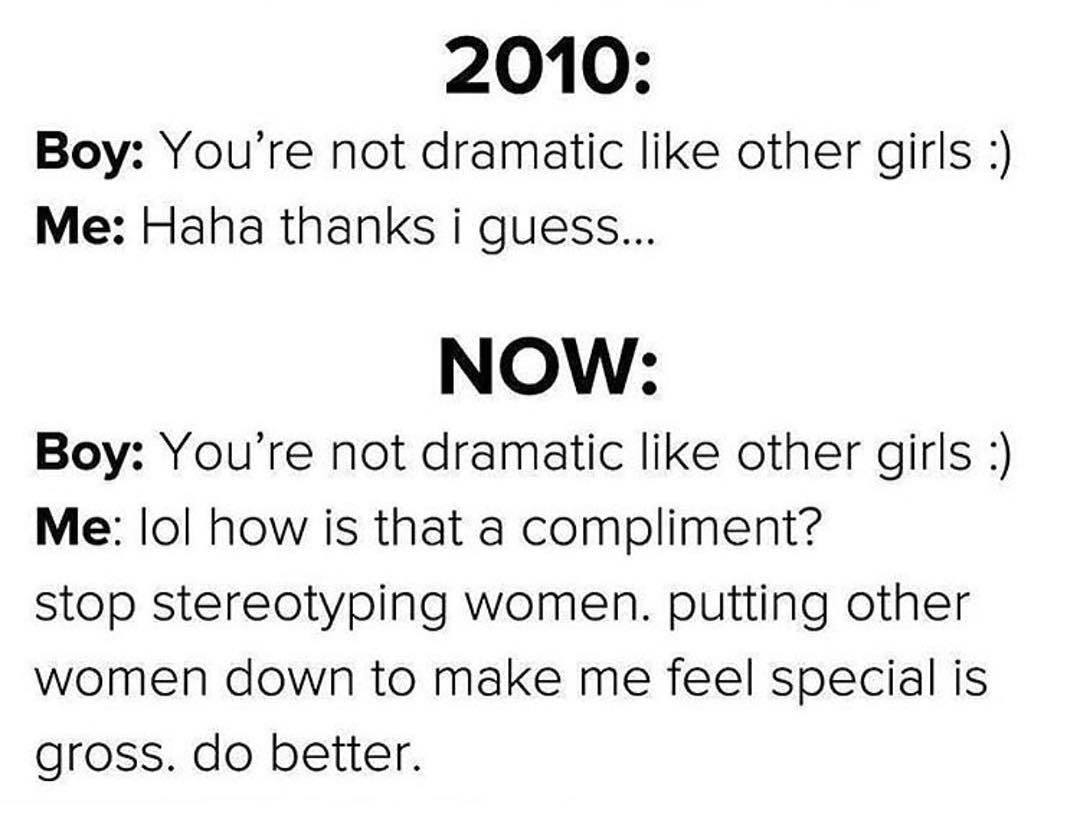 2010:
Boy: You’re not dramatic like other girls :)
Me: Haha thanks i guess...
NOW:
Boy: You’re not dramatic like other girls :)
Me: lol how is that a compliment?
stop stereotyping women. putting other
women down to make me feel special is
gross. do better.